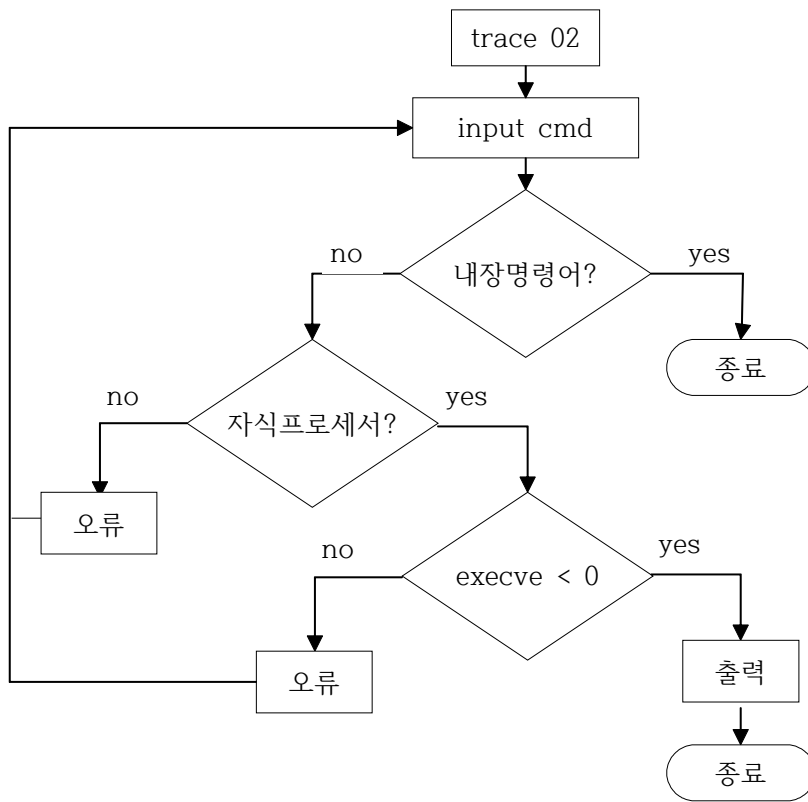 trace 02
input cmd
no
yes
내장명령어?
종료
no
yes
자식프로세서?
오류
no
yes
execve < 0
오류
출력
종료